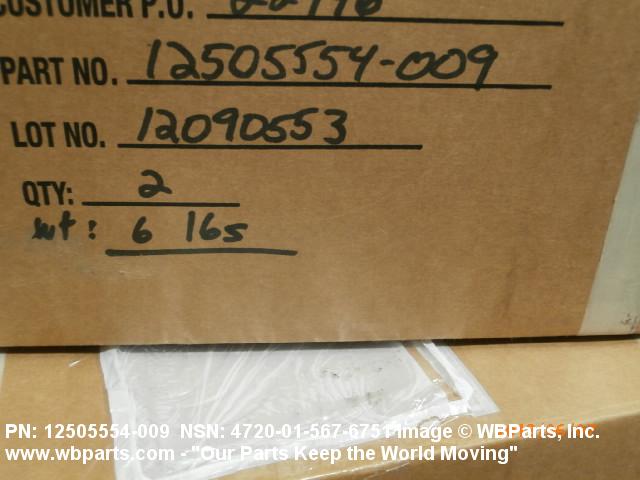 CUSTOMER P.O. 22796
PART NO. 12505554-009
LOT NO. 12090553
QTY: 2
wt: 6 lbs
PN: 12505554-009 NSN: 4720-01-567-6751 Image © WBParts, Inc.
www.wbparts.com - "Our Parts Keep the World Moving"